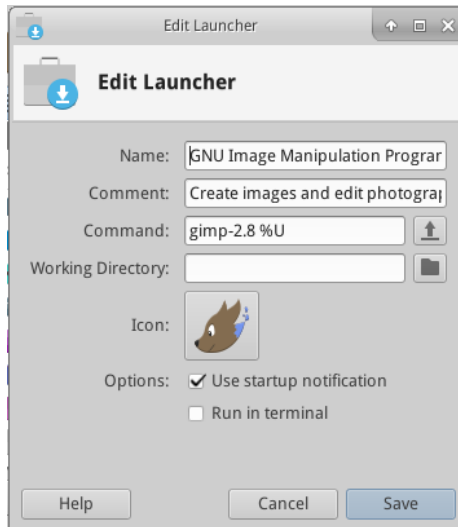 Edit Launcher
Edit Launcher
Name: GNU Image Manipulation Progra
Comment: Create images and edit photogra
Command: gimp-2.8 %U
Working Directory:
Icon:
Options: Use startup notification
Run in terminal
Help Cancel Save